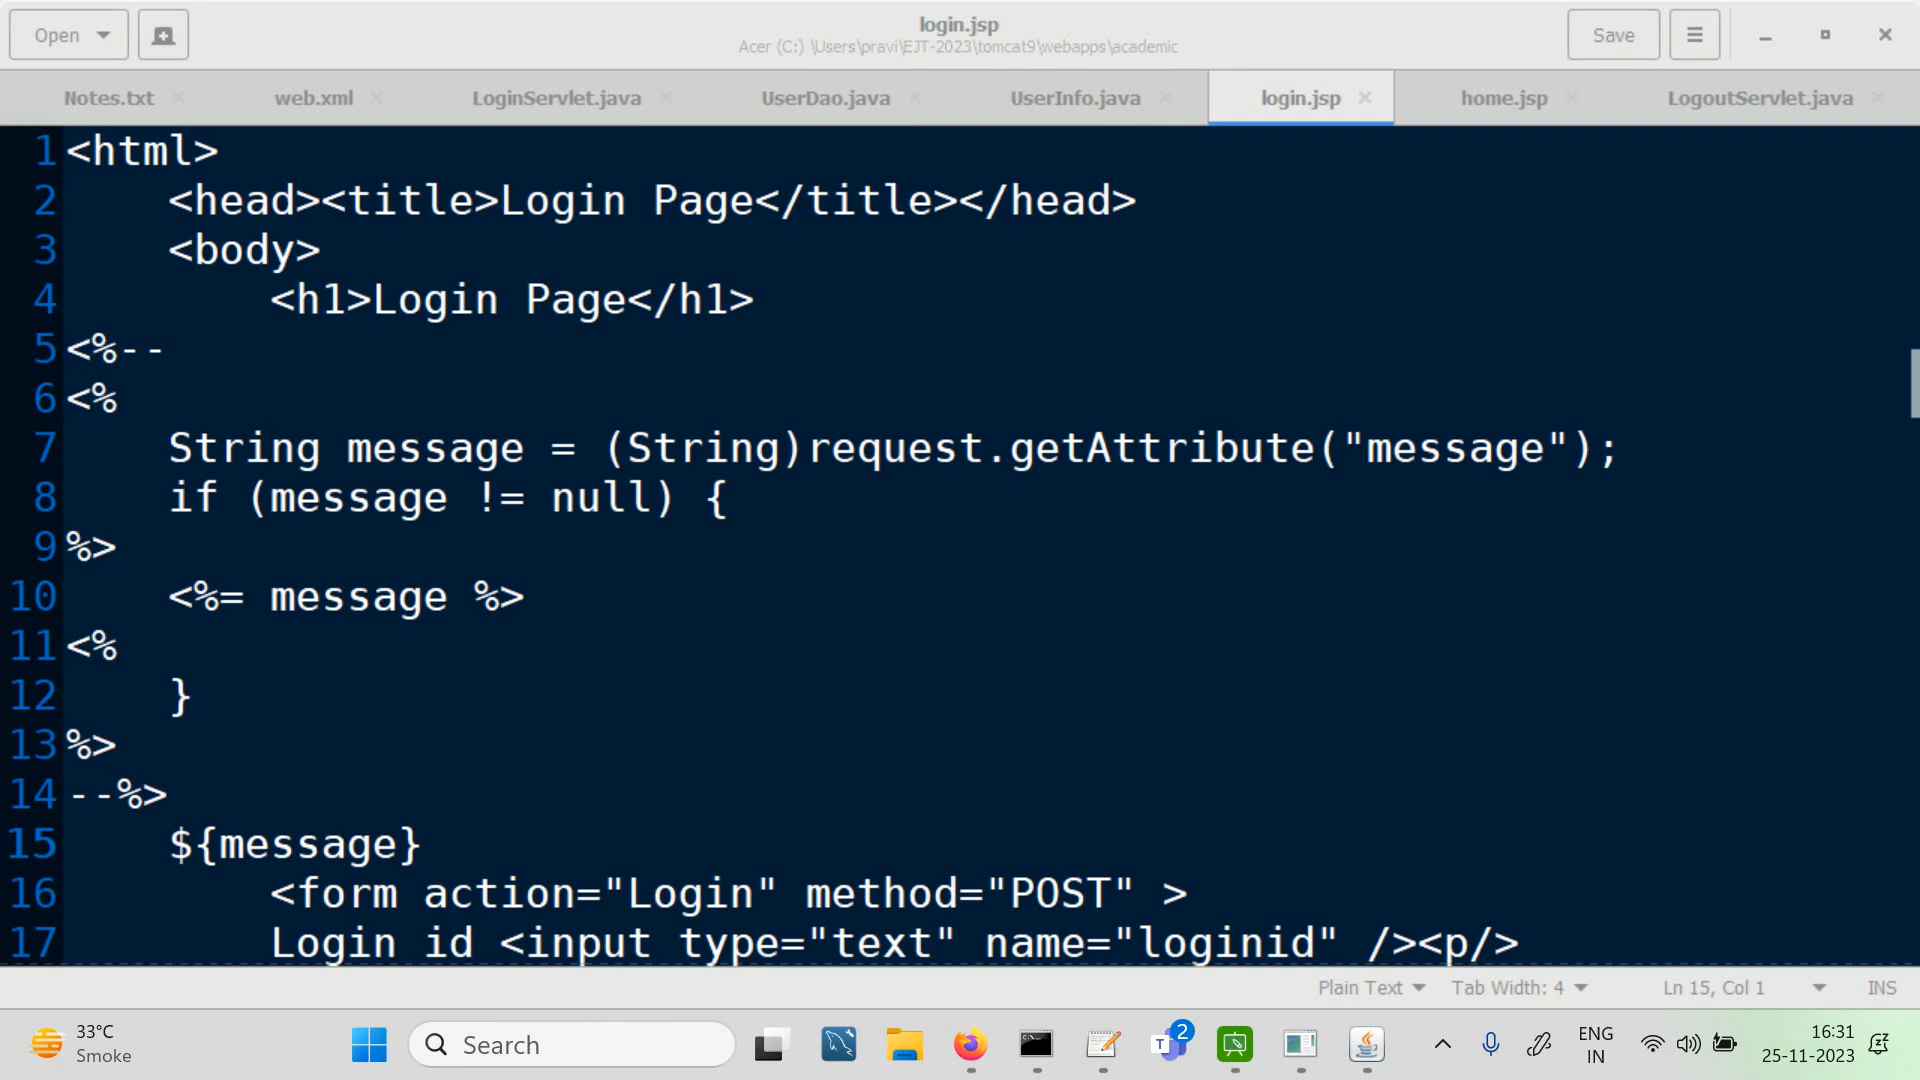 Open
login.jsp
Acer (C:) \Users\pravi\EJT-2023\tomcat9\webapps\academic
Save
Notes.txt web.xml LoginServlet.java UserDao.java UserInfo.java login.jsp home.jsp LogoutServlet.java
1 <html>
2     <head><title>Login Page</title></head>
3     <body>
4         <h1>Login Page</h1>
5 <%--
6 <%
7     String message = (String)request.getAttribute("message");
8     if (message != null) {
9 %>
10     <%= message %>
11 <%
12     }
13 %>
14 --%>
15     ${message}
16         <form action="Login" method="POST" >
17         Login id <input type="text" name="loginid" /><p/>
Plain Text Tab Width: 4 Ln 15, Col 1 INS
33°C
Smoke
Search
2
ENG
IN
16:31
25-11-2023